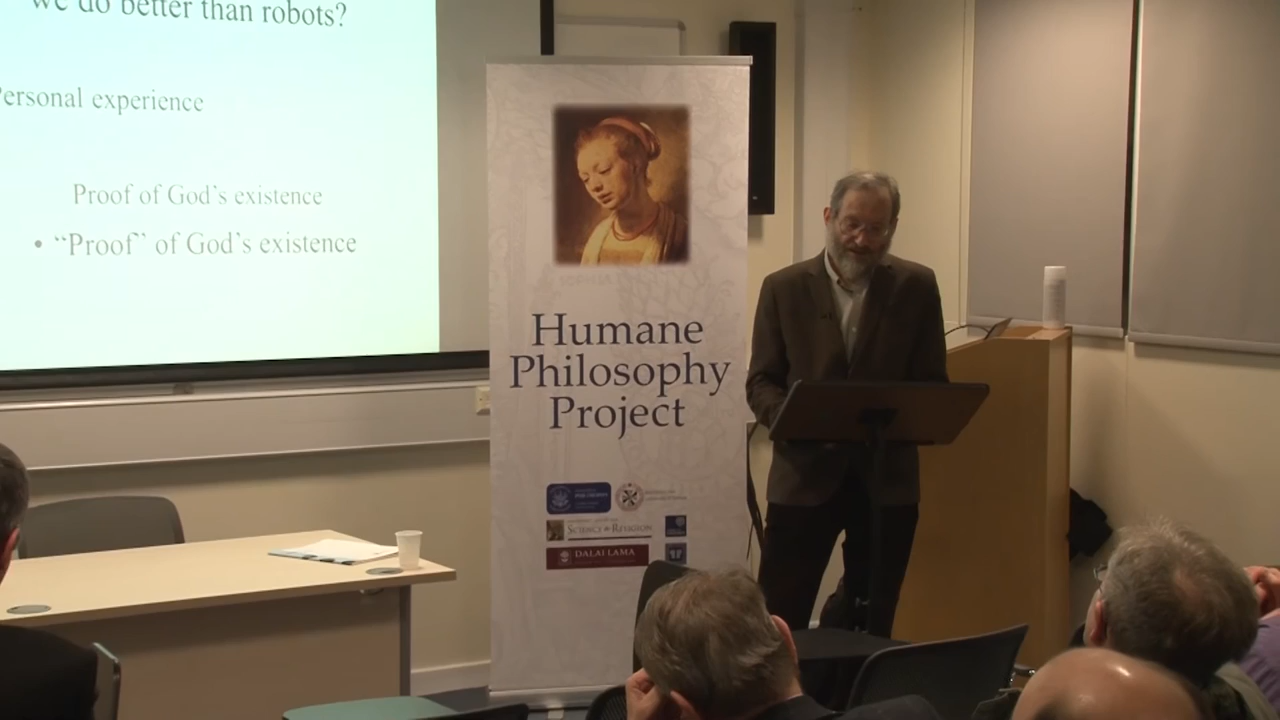 we do better than robots?
Personal experience
Proof of God's existence
• “Proof” of God's existence
Humane
Philosophy
Project
PHILOSOPHY
SCIENCE RELIGION
DALAI LAMA